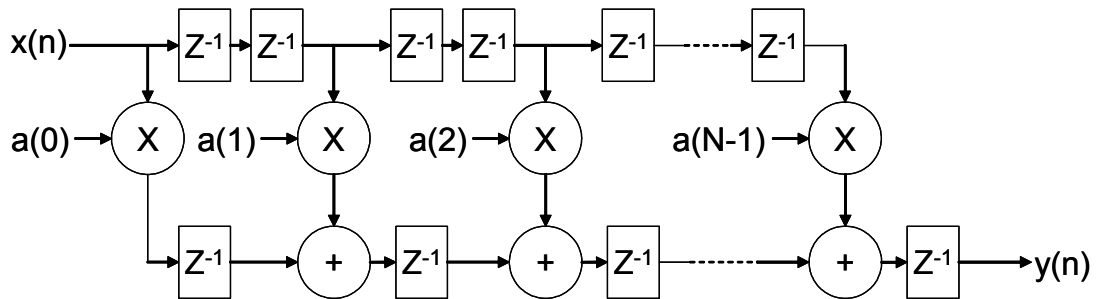 x(n) Z⁻¹ Z⁻¹ Z⁻¹ Z⁻¹ Z⁻¹ Z⁻¹
a(0) X a(1) X a(2) X a(N-1) X
Z⁻¹ + Z⁻¹ + Z⁻¹ + Z⁻¹ y(n)